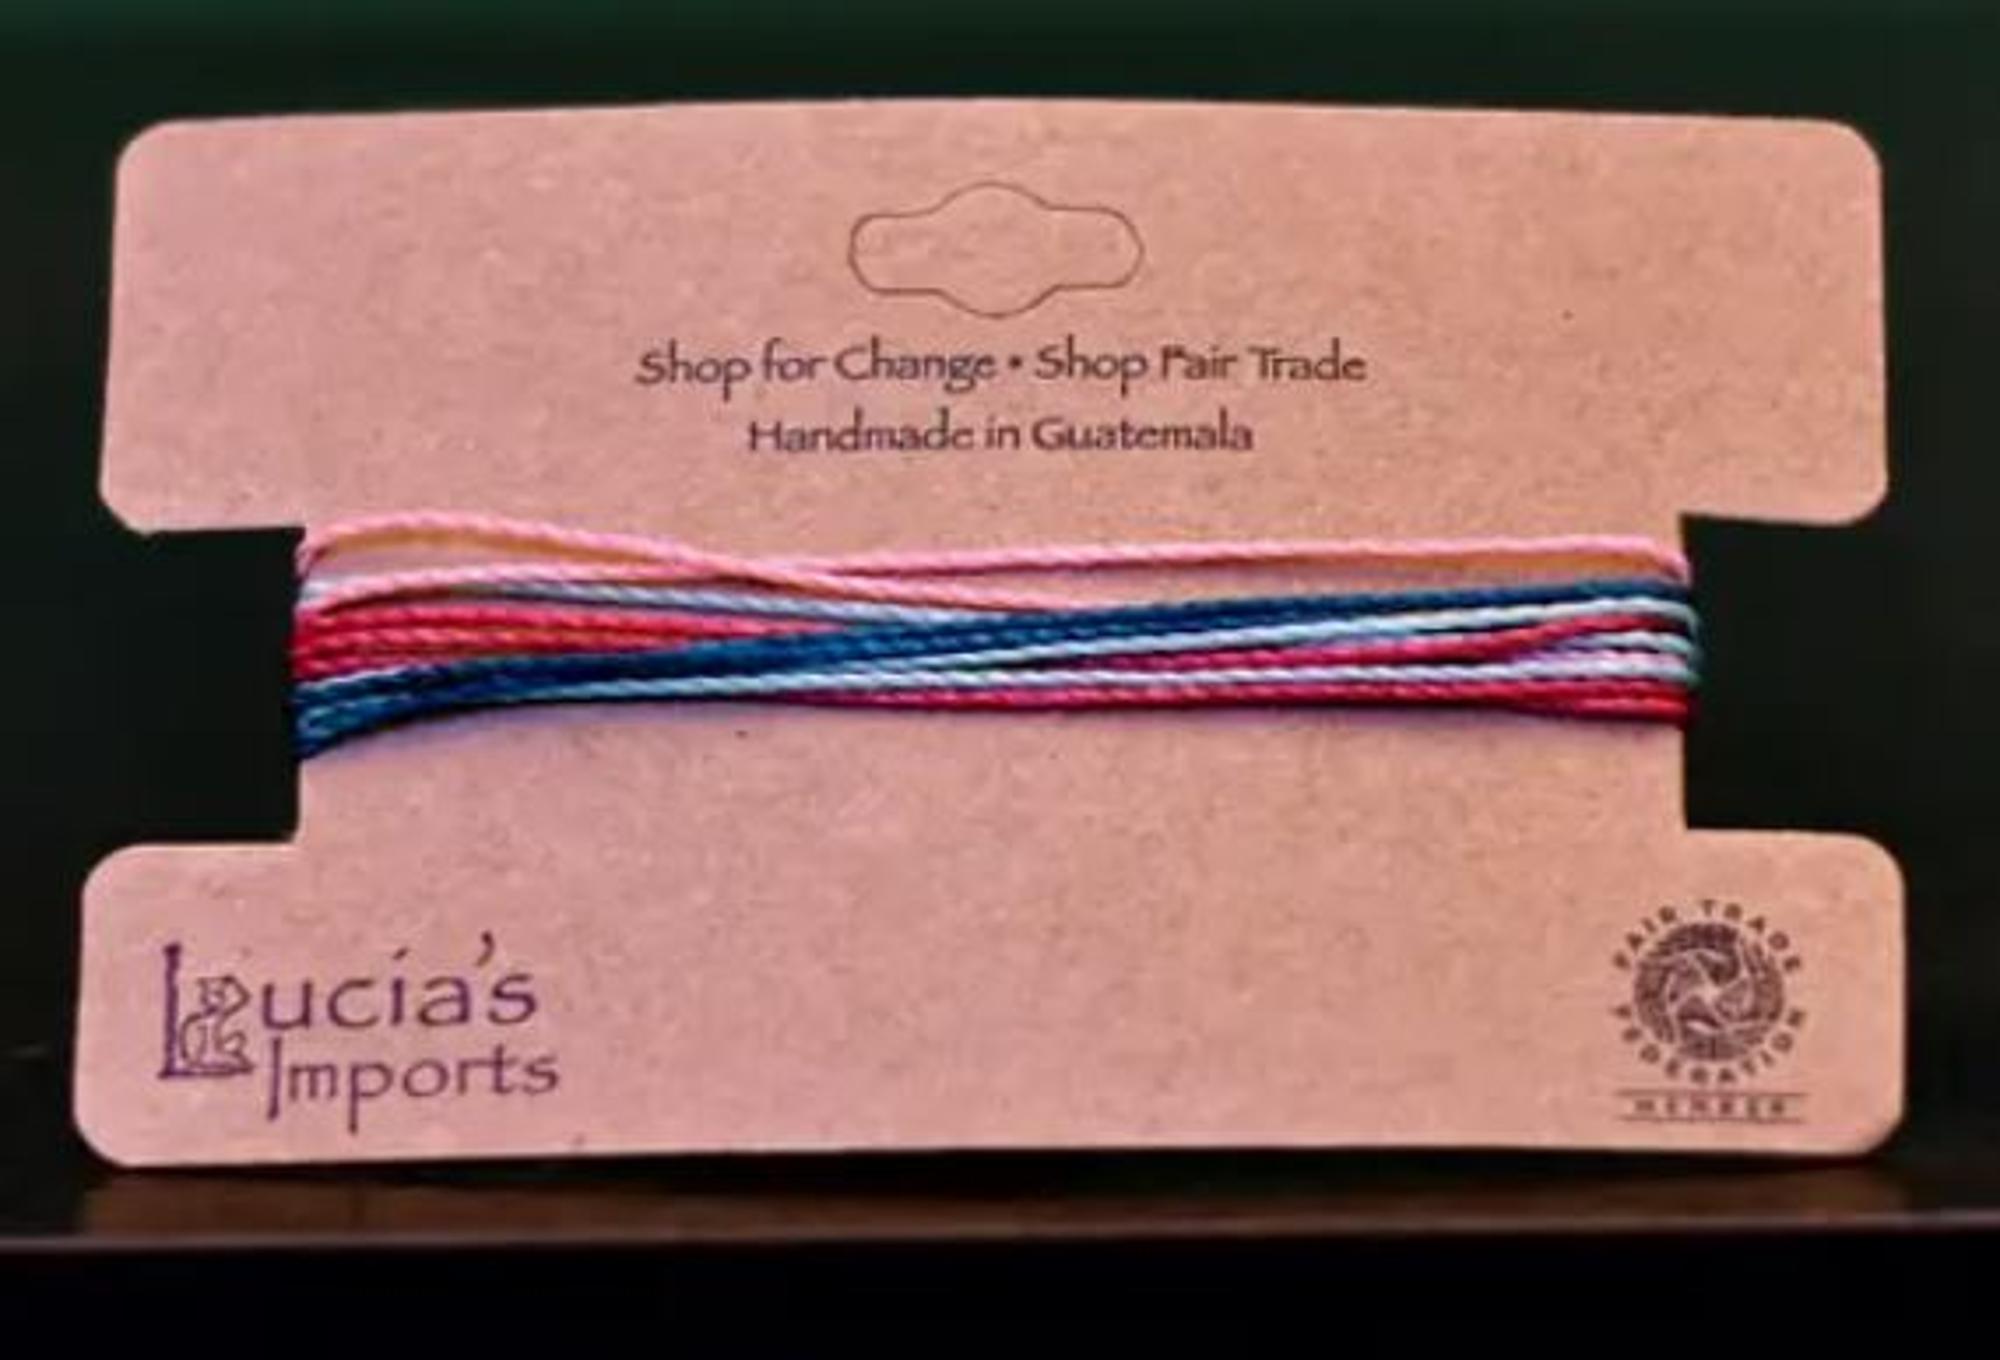 Shop for Change • Shop Fair Trade
Handmade in Guatemala
Lucia's
Imports
FAIR TRADE
FEDERATION
MEMBER